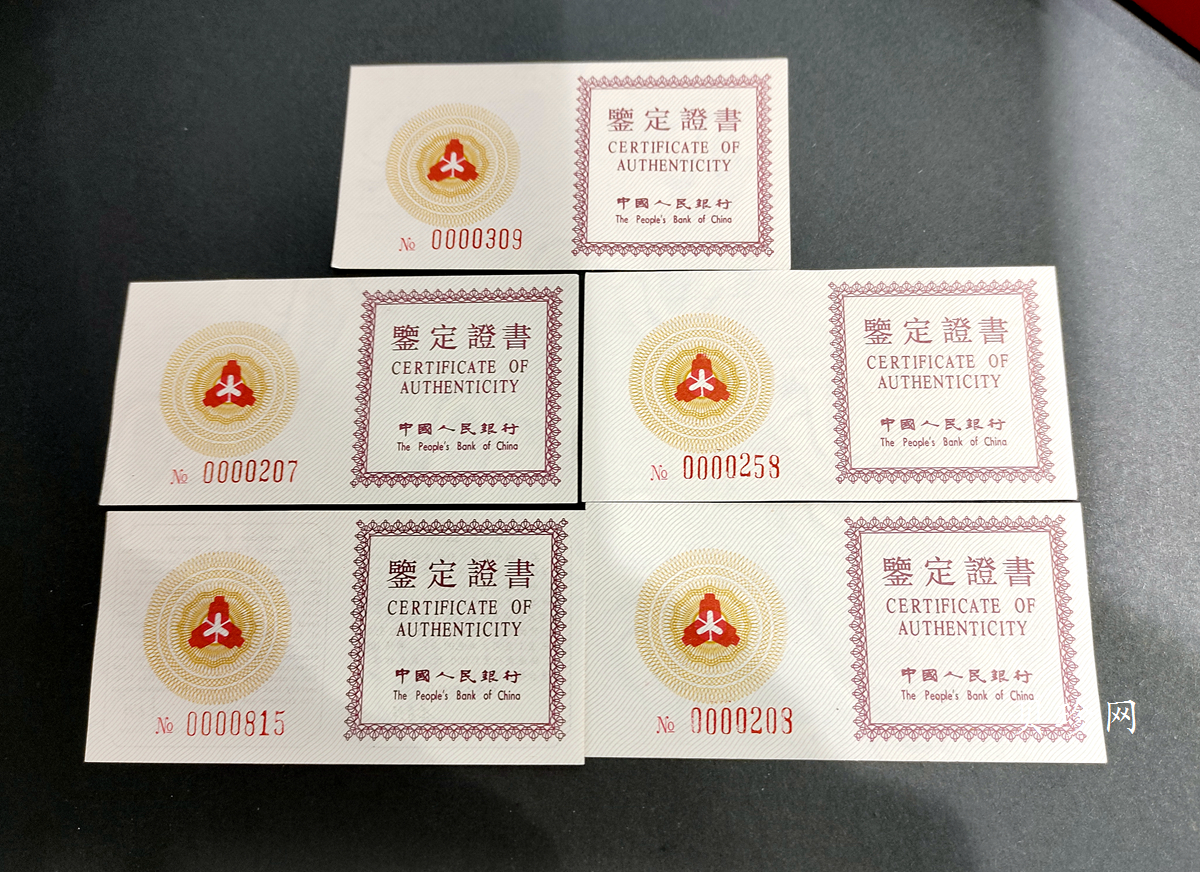 鑒定證書
CERTIFICATE OF
AUTHENTICITY
中國人民銀行
The People's Bank of China
№ 0000309
鑒定證書
CERTIFICATE OF
AUTHENTICITY
中國人民銀行
The People's Bank of China
№ 0000207
鑒定證書
CERTIFICATE OF
AUTHENTICITY
中國人民銀行
The People's Bank of China
№ 0000258
鑒定證書
CERTIFICATE OF
AUTHENTICITY
中國人民銀行
The People's Bank of China
№ 0000815
鑒定證書
CERTIFICATE OF
AUTHENTICITY
中國人民銀行
The People's Bank of China
№ 0000208
网